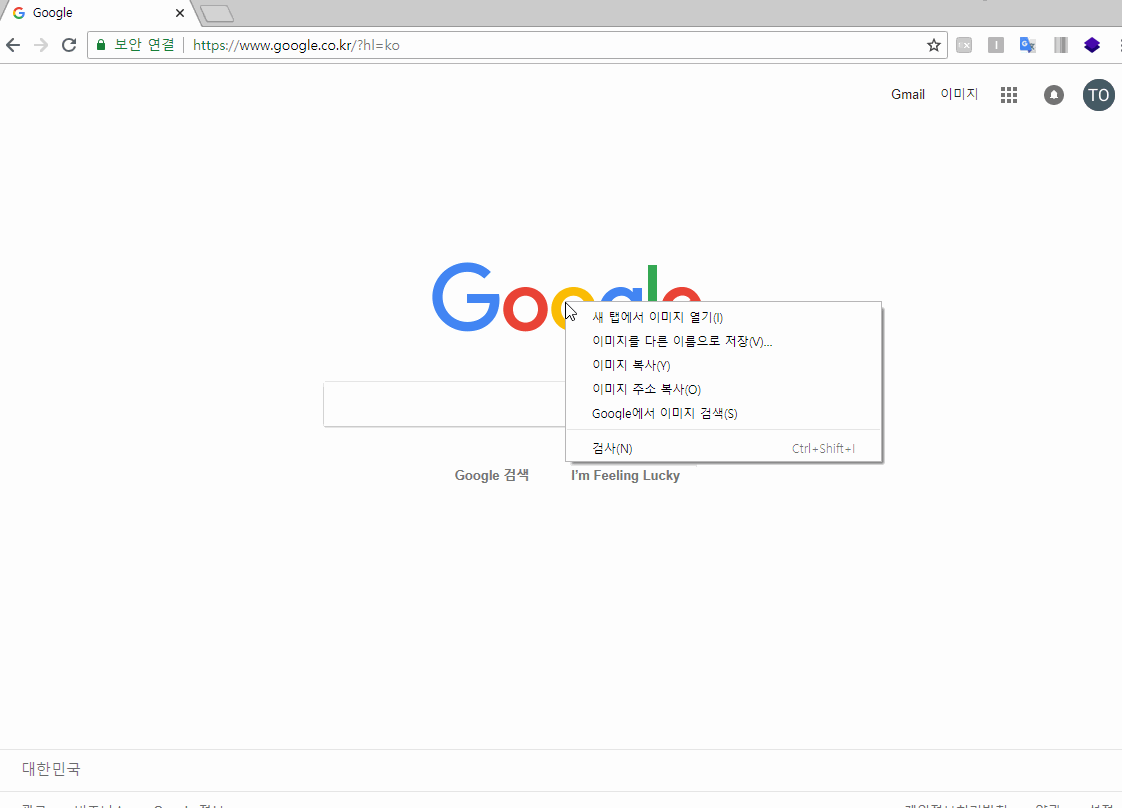 Google
보안 연결 https://www.google.co.kr/?hl=ko
Gmail 이미지 TO
Google
새 탭에서 이미지 열기(I)
이미지를 다른 이름으로 저장(V)...
이미지 복사(Y)
이미지 주소 복사(O)
Google에서 이미지 검색(S)
검사(N) Ctrl+Shift+I
Google 검색 I'm Feeling Lucky
대한민국